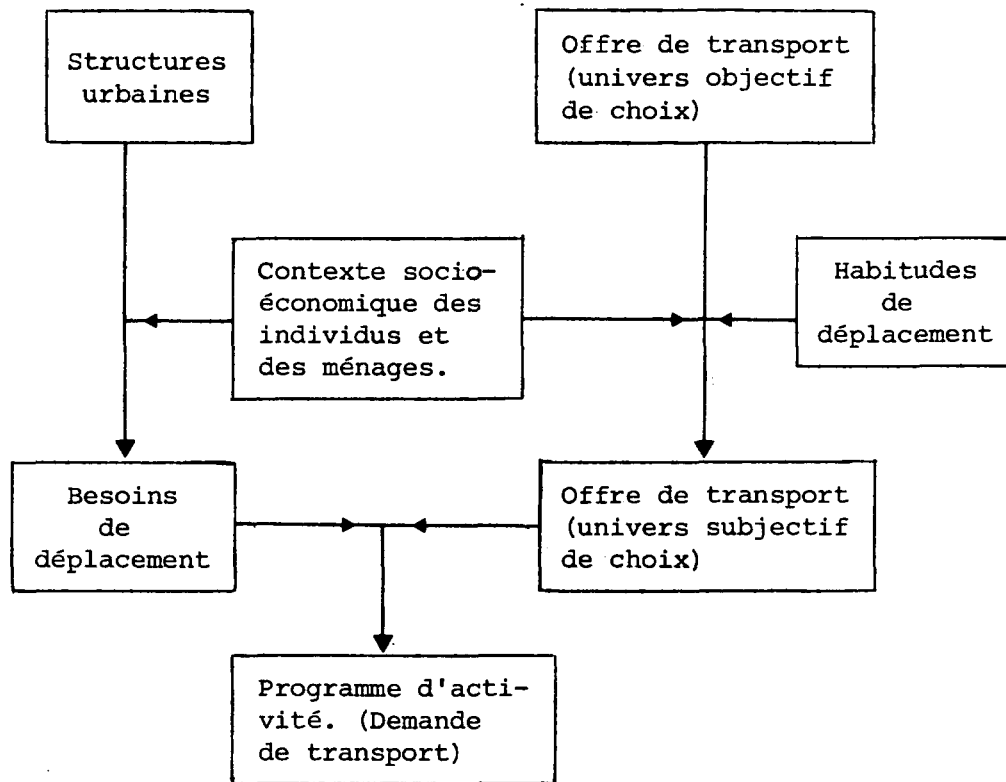 Structures
urbaines
Offre de transport
(univers objectif
de choix)
Contexte socio-
économique des
individus et
des ménages.
Habitudes
de
déplacement
Besoins
de
déplacement
Offre de transport
(univers subjectif
de choix)
Programme d'acti-
vité. (Demande
de transport)